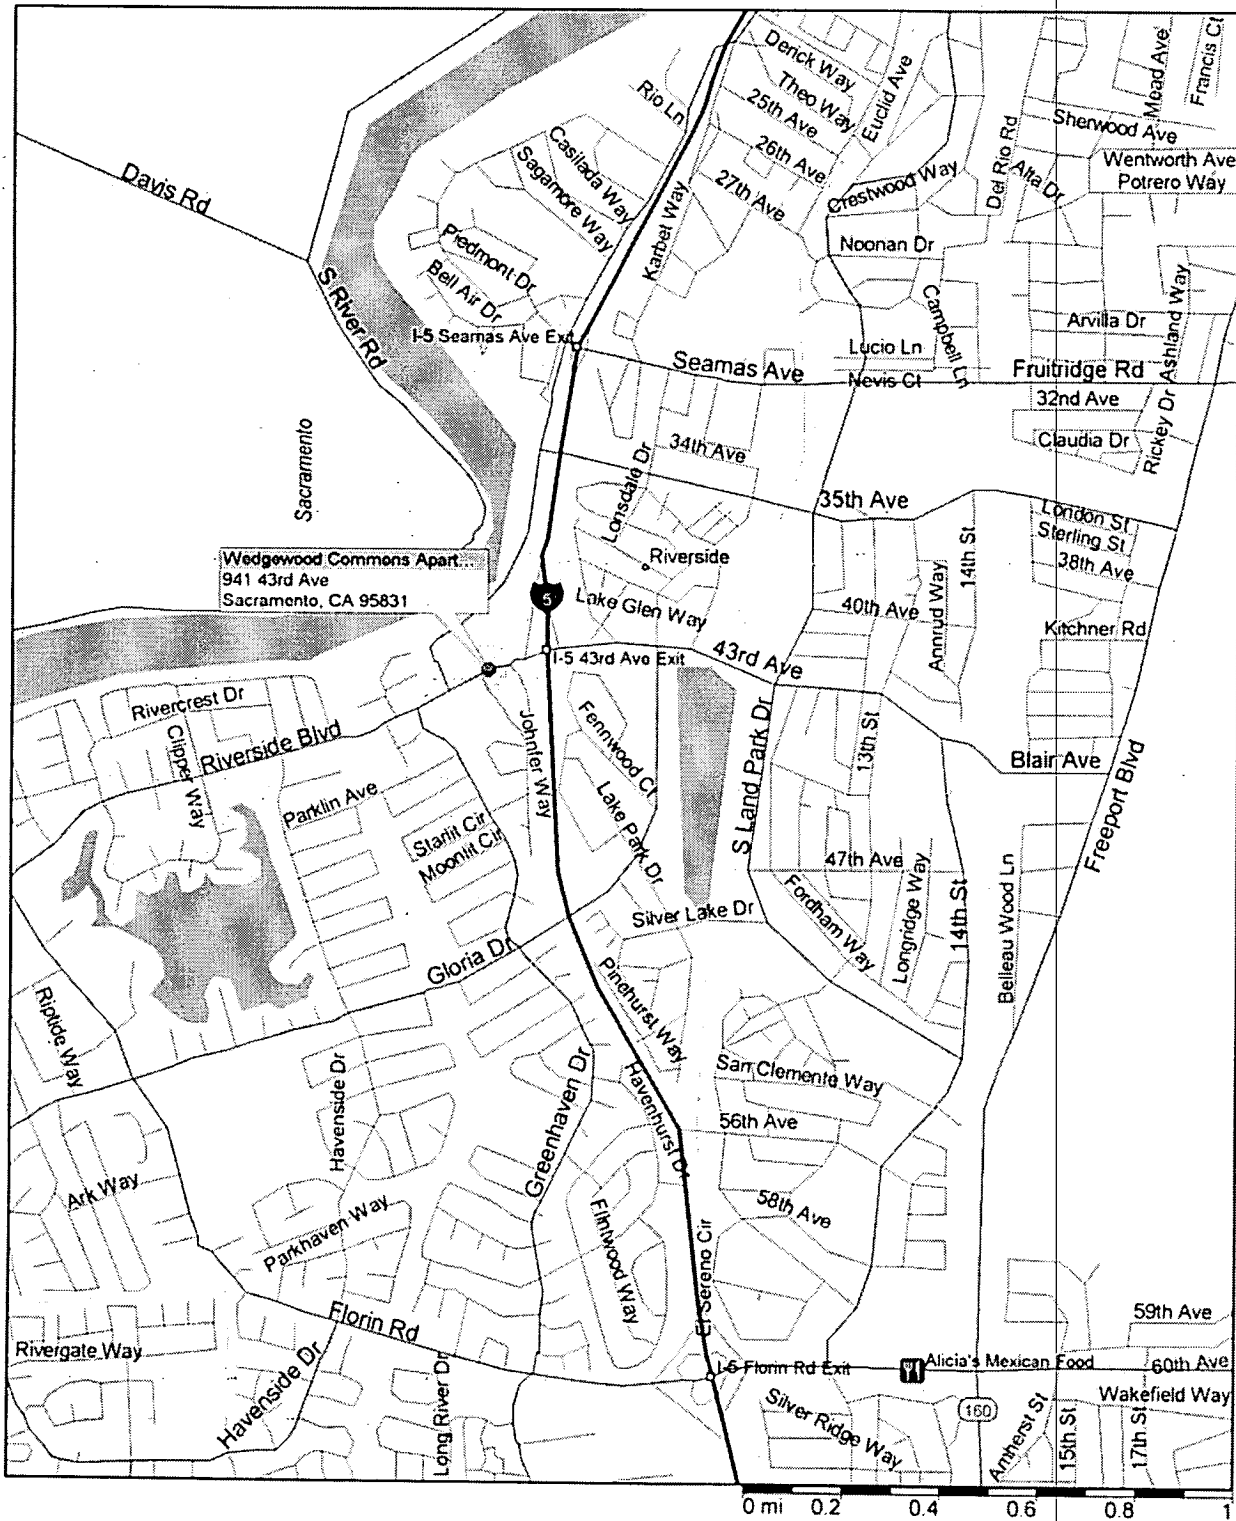 Derick Way
Theo Way
25th Ave
26th Ave
27th Ave
Euclid Ave
Rio Ln
Casilada Way
Sagamore Way
Mead Ave
Francis Ct
Sherwood Ave
Wentworth Ave
Potrero Way
Del Rio Rd
Alta Dr
Crestwood Way
Noonan Dr
Davis Rd
S River Rd
Piedmont Dr
Bell Air Dr
Karbet Way
I-5 Seamas Ave Exit
Seamas Ave
Lucio Ln
Nevis Ct
Campbell Ln
Arvilla Dr
Ashland Way
Fruitridge Rd
32nd Ave
Claudia Dr
Rickey Dr
Sacramento
34th Ave
Lonsdale Dr
35th Ave
London St
Sterling St
38th Ave
14th St
Annrud Way
40th Ave
Kitchner Rd
Riverside
Wedgewood Commons Apart...
941 43rd Ave
Sacramento, CA 95831
5
Lake Glen Way
I-5 43rd Ave Exit
43rd Ave
Rivercrest Dr
Clipper Way
Riverside Blvd
Johnfer Way
Fennwood Ct
Lake Park Dr
S Land Park Dr
13th St
Blair Ave
Freeport Blvd
Parklin Ave
Starlit Cir
Moonlit Cir
47th Ave
Fordham Way
Longridge Way
14th St
Belleau Wood Ln
Silver Lake Dr
Gloria Dr
Pinehurst Way
Riptide Way
Havenside Dr
Greenhaven Dr
Havenhurst Dr
San Clemente Way
56th Ave
58th Ave
Ark Way
Parkhaven Way
Flintwood Way
El Sereno Cir
Florin Rd
59th Ave
Rivergate Way
Havenside Dr
Long River Dr
I-5 Florin Rd Exit
Alicia's Mexican Food
60th Ave
Wakefield Way
Silver Ridge Way
160
Amherst St
15th St
17th St
0 mi 0.2 0.4 0.6 0.8 1